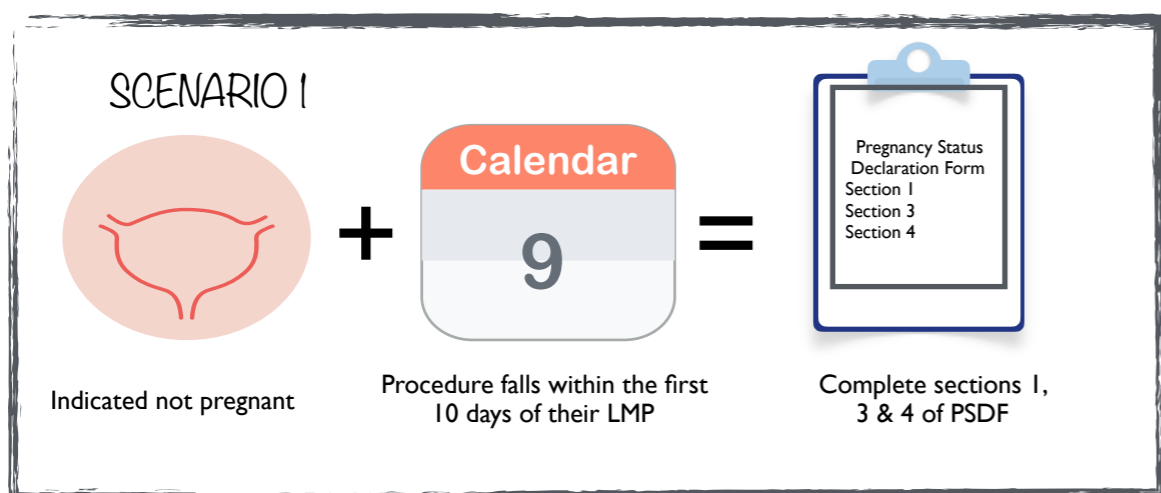 SCENARIO 1
Calendar
9
Pregnancy Status
Declaration Form
Section 1
Section 3
Section 4
Indicated not pregnant
Procedure falls within the first
10 days of their LMP
Complete sections 1,
3 & 4 of PSDF